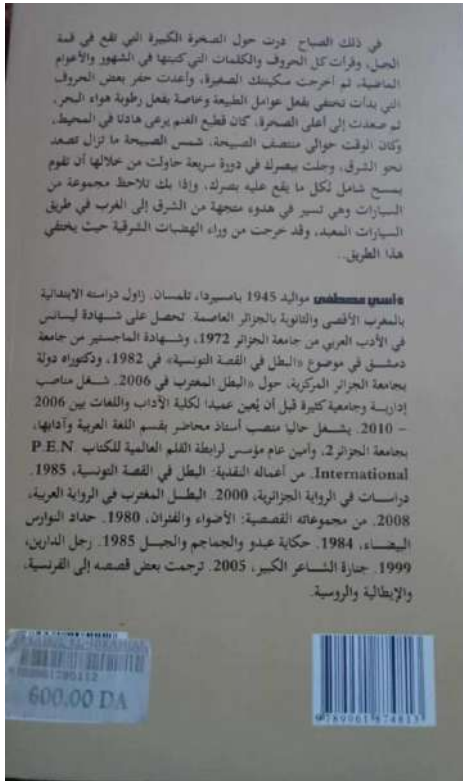 في ذلك الصباح درت حول الصخرة الكبيرة التي تقع في قمة
الجبل، وقرأت كل الحروف والكلمات التي كتبتها في الشهور والأعوام
الماضية، ثم أخرجت سكينتك الصغيرة، وأعدت حفر بعض الحروف
التي بدأت تختفي بفعل عوامل الطبيعة وخاصة بفعل رطوبة هواء البحر،
ثم صعدت إلى أعلى الصخرة، كان قطيع الغنم يرعى هادئا في المحيط،
وكان الوقت حوالي منتصف الصبيحة، شمس الصبيحة ما تزال تصعد
نحو الشرق، وجلت ببصرك في دورة سريعة حاولت من خلالها أن تقوم
بمسح شامل لكل ما يقع عليه بصرك، وإذا بك تلاحظ مجموعة من
السيارات وهي تسير في هدوء متجهة من الشرق إلى الغرب في طريق
السيارات المعبد، وقد خرجت من وراء الهضبات الشرقية حيث يختفي
هذا الطريق..
فاسي مصطفى مواليد 1945 بامسيردا، تلمسان. زاول دراسته الابتدائية
بالمغرب الأقصى والثانوية بالجزائر العاصمة. تحصل على شهادة ليسانس
في الأدب العربي من جامعة الجزائر 1972، وشهادة الماجستير من جامعة
دمشق في موضوع «البطل في القصة التونسية» في 1982، ودكتوراه دولة
بجامعة الجزائر المركزية، حول «البطل المغترب في 2006. شغل مناصب
إدارية وجامعية كثيرة قبل أن يُعين عميدا لكلية الآداب واللغات بين 2006
– 2010. يشغل حاليا منصب أستاذ محاضر بقسم اللغة العربية وآدابها،
بجامعة الجزائر2، وأمين عام مؤسس لرابطة القلم العالمية للكتاب P.E.N.
International. من أعماله النقدية: البطل في القصة التونسية، 1985.
دراسات في الرواية الجزائرية، 2000. البطل المغترب في الرواية العربية،
2008. من مجموعاته القصصية: الأضواء والفئران، 1980. حداد النوارس
البيضاء، 1984. حكاية عبدو والجماجم والجبل 1985. رجل الدارين،
1999. جنازة الشاعر الكبير، 2005. ترجمت بعض قصصه إلى الفرنسية،
والإيطالية والروسية.
600.00 DA